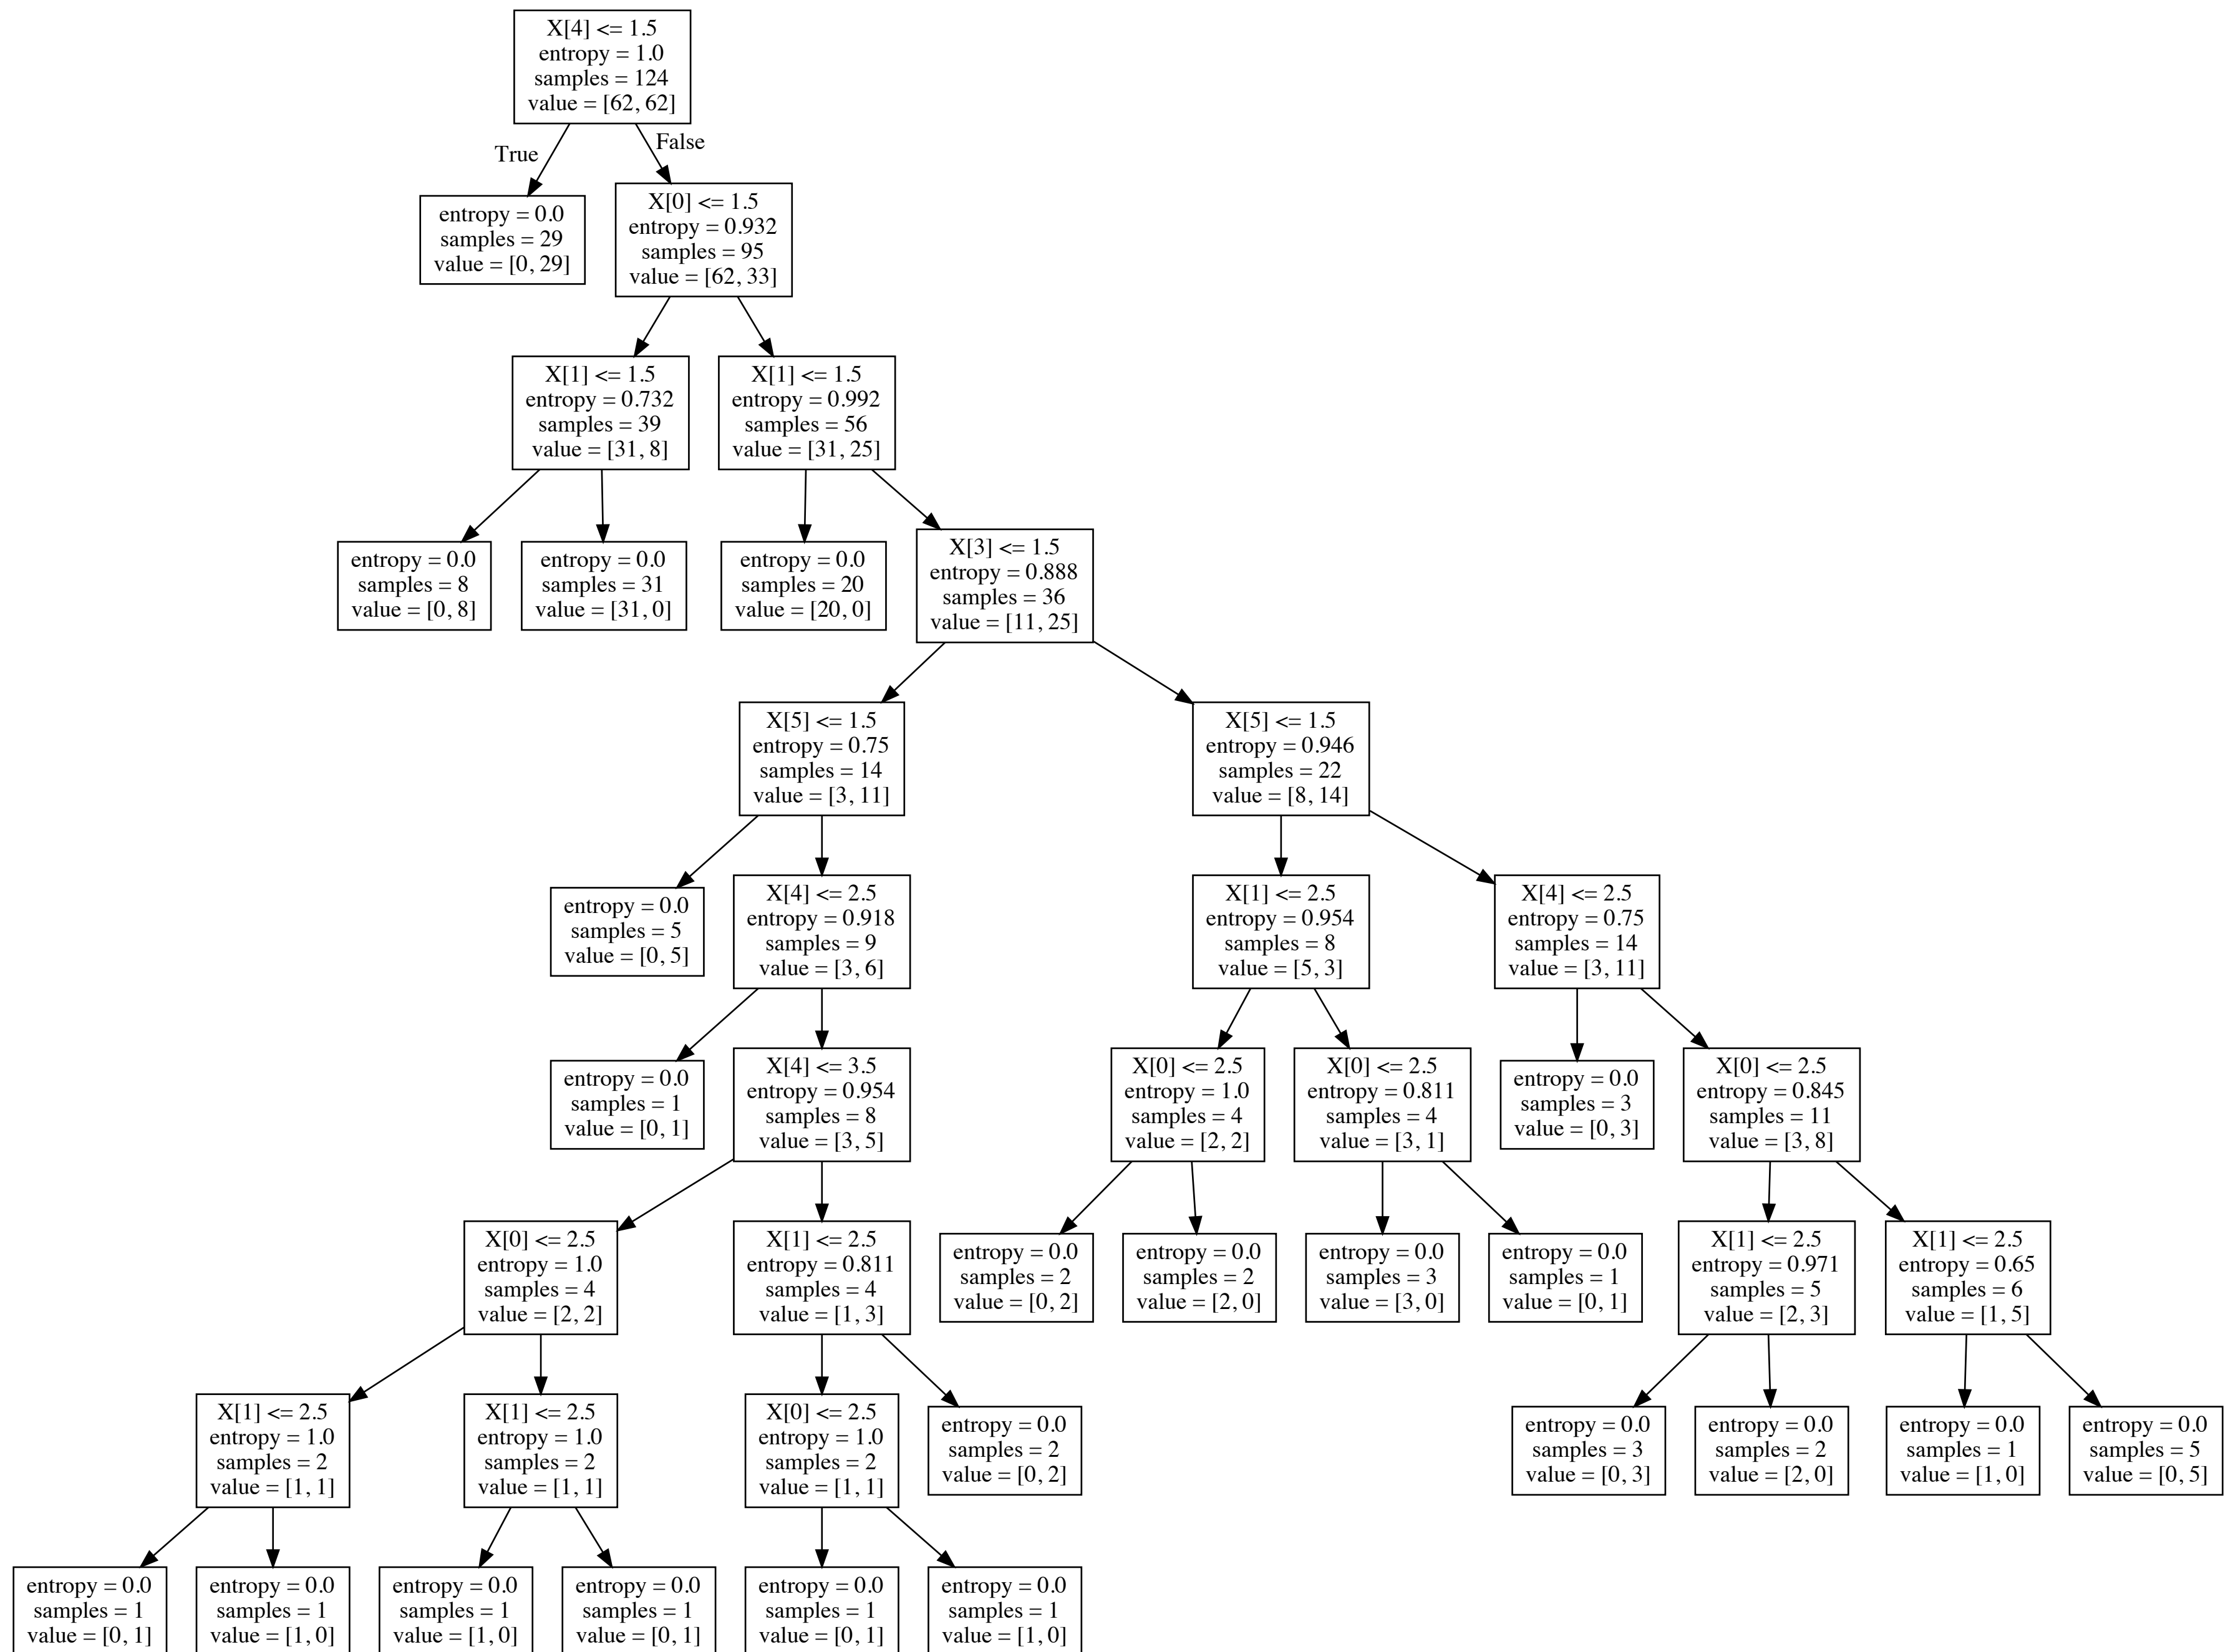 X[4] <= 1.5
entropy = 1.0
samples = 124
value = [62, 62]
True
False
entropy = 0.0
samples = 29
value = [0, 29]
X[0] <= 1.5
entropy = 0.932
samples = 95
value = [62, 33]
X[1] <= 1.5
entropy = 0.732
samples = 39
value = [31, 8]
X[1] <= 1.5
entropy = 0.992
samples = 56
value = [31, 25]
entropy = 0.0
samples = 8
value = [0, 8]
entropy = 0.0
samples = 31
value = [31, 0]
entropy = 0.0
samples = 20
value = [20, 0]
X[3] <= 1.5
entropy = 0.888
samples = 36
value = [11, 25]
X[5] <= 1.5
entropy = 0.75
samples = 14
value = [3, 11]
X[5] <= 1.5
entropy = 0.946
samples = 22
value = [8, 14]
entropy = 0.0
samples = 5
value = [0, 5]
X[4] <= 2.5
entropy = 0.918
samples = 9
value = [3, 6]
X[1] <= 2.5
entropy = 0.954
samples = 8
value = [5, 3]
X[4] <= 2.5
entropy = 0.75
samples = 14
value = [3, 11]
entropy = 0.0
samples = 1
value = [0, 1]
X[4] <= 3.5
entropy = 0.954
samples = 8
value = [3, 5]
X[0] <= 2.5
entropy = 1.0
samples = 4
value = [2, 2]
X[0] <= 2.5
entropy = 0.811
samples = 4
value = [3, 1]
entropy = 0.0
samples = 3
value = [0, 3]
X[0] <= 2.5
entropy = 0.845
samples = 11
value = [3, 8]
X[0] <= 2.5
entropy = 1.0
samples = 4
value = [2, 2]
X[1] <= 2.5
entropy = 0.811
samples = 4
value = [1, 3]
entropy = 0.0
samples = 2
value = [0, 2]
entropy = 0.0
samples = 2
value = [2, 0]
entropy = 0.0
samples = 3
value = [3, 0]
entropy = 0.0
samples = 1
value = [0, 1]
X[1] <= 2.5
entropy = 0.971
samples = 5
value = [2, 3]
X[1] <= 2.5
entropy = 0.65
samples = 6
value = [1, 5]
X[1] <= 2.5
entropy = 1.0
samples = 2
value = [1, 1]
X[1] <= 2.5
entropy = 1.0
samples = 2
value = [1, 1]
X[0] <= 2.5
entropy = 1.0
samples = 2
value = [1, 1]
entropy = 0.0
samples = 2
value = [0, 2]
entropy = 0.0
samples = 3
value = [0, 3]
entropy = 0.0
samples = 2
value = [2, 0]
entropy = 0.0
samples = 1
value = [1, 0]
entropy = 0.0
samples = 5
value = [0, 5]
entropy = 0.0
samples = 1
value = [0, 1]
entropy = 0.0
samples = 1
value = [1, 0]
entropy = 0.0
samples = 1
value = [1, 0]
entropy = 0.0
samples = 1
value = [0, 1]
entropy = 0.0
samples = 1
value = [0, 1]
entropy = 0.0
samples = 1
value = [1, 0]